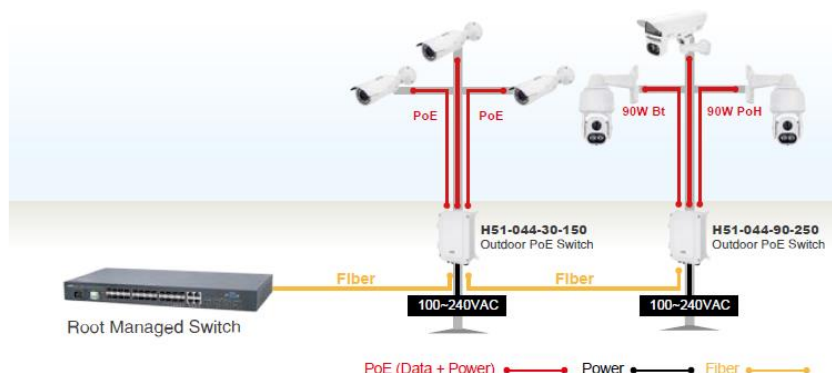 PoE
PoE
90W Bt
90W PoH
H51-044-30-150
Outdoor PoE Switch
H51-044-90-250
Outdoor PoE Switch
Fiber
Fiber
100~240VAC
100~240VAC
Root Managed Switch
PoE (Data + Power)
Power
Fiber